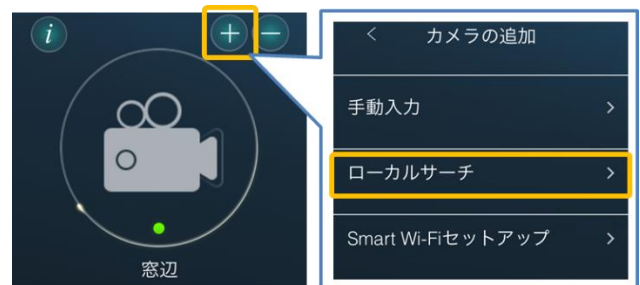 i
+
−
窓辺
< カメラの追加
手動入力 >
ローカルサーチ >
Smart Wi-Fiセットアップ >